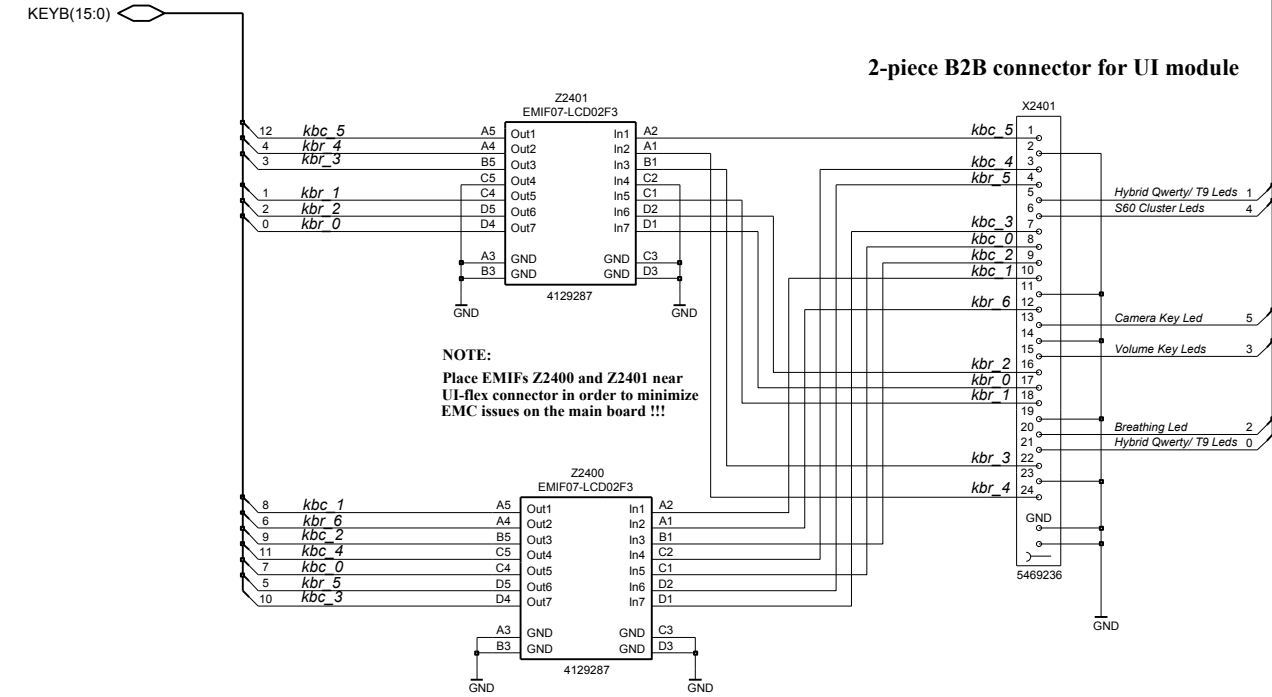 KEYB(15:0)
2-piece B2B connector for UI module
Z2401
EMIF07-LCD02F3
12 kbc_5 A5 Out1 In1 A2
4 kbr_4 A4 Out2 In2 A1
3 kbr_3 B5 Out3 In3 B1
C5 Out4 In4 C2
1 kbr_1 C4 Out5 In5 C1
2 kbr_2 D5 Out6 In6 D2
0 kbr_0 D4 Out7 In7 D1
A3 GND GND C3
B3 GND GND D3
4129287
GND GND
NOTE:
Place EMIFs Z2400 and Z2401 near
UI-flex connector in order to minimize
EMC issues on the main board !!!
Z2400
EMIF07-LCD02F3
8 kbc_1 A5 Out1 In1 A2
6 kbr_6 A4 Out2 In2 A1
9 kbc_2 B5 Out3 In3 B1
11 kbc_4 C5 Out4 In4 C2
7 kbc_0 C4 Out5 In5 C1
5 kbr_5 D5 Out6 In6 D2
10 kbc_3 D4 Out7 In7 D1
A3 GND GND C3
B3 GND GND D3
4129287
GND GND
X2401
kbc_5 1
2
kbc_4 3
kbr_5 4
5 Hybrid Qwerty/ T9 Leds 1
6 S60 Cluster Leds 4
kbc_3 7
kbc_0 8
kbc_2 9
kbc_1 10
11
kbr_6 12
13 Camera Key Led 5
14
15 Volume Key Leds 3
kbr_2 16
kbr_0 17
kbr_1 18
19
20 Breathing Led 2
21 Hybrid Qwerty/ T9 Leds 0
kbr_3 22
23
kbr_4 24
GND
5469236
GND